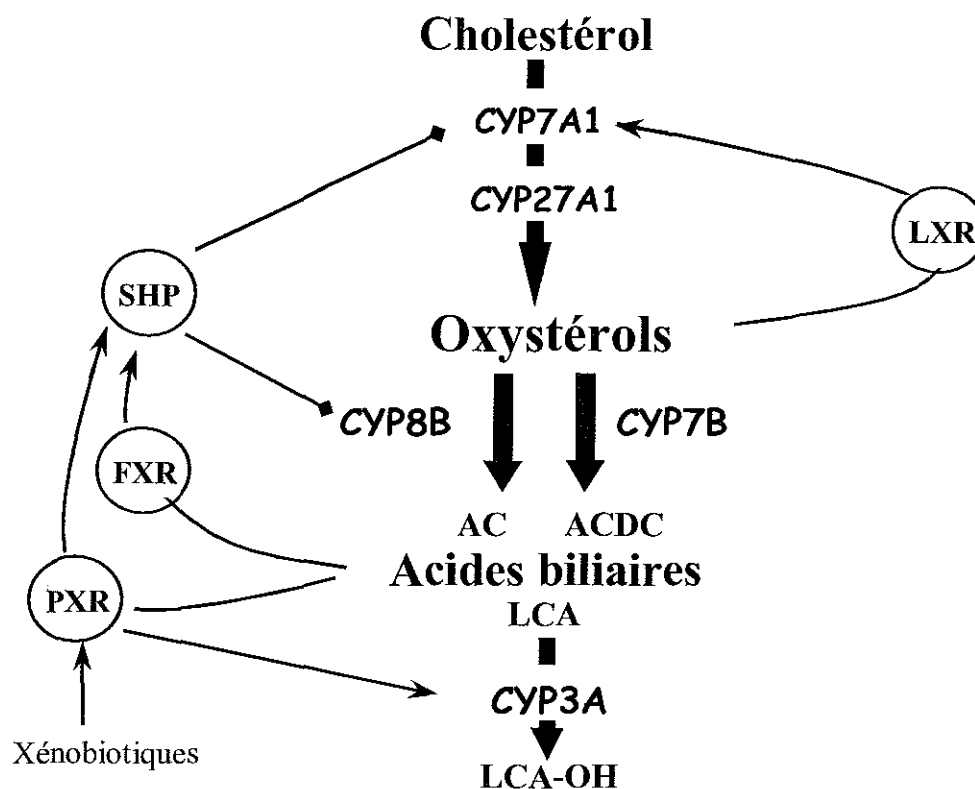 Cholestérol
CYP7A1
CYP27A1
LXR
SHP
Oxystérols
CYP8B
CYP7B
FXR
AC
ACDC
Acides biliaires
PXR
LCA
CYP3A
Xénobiotiques
LCA-OH